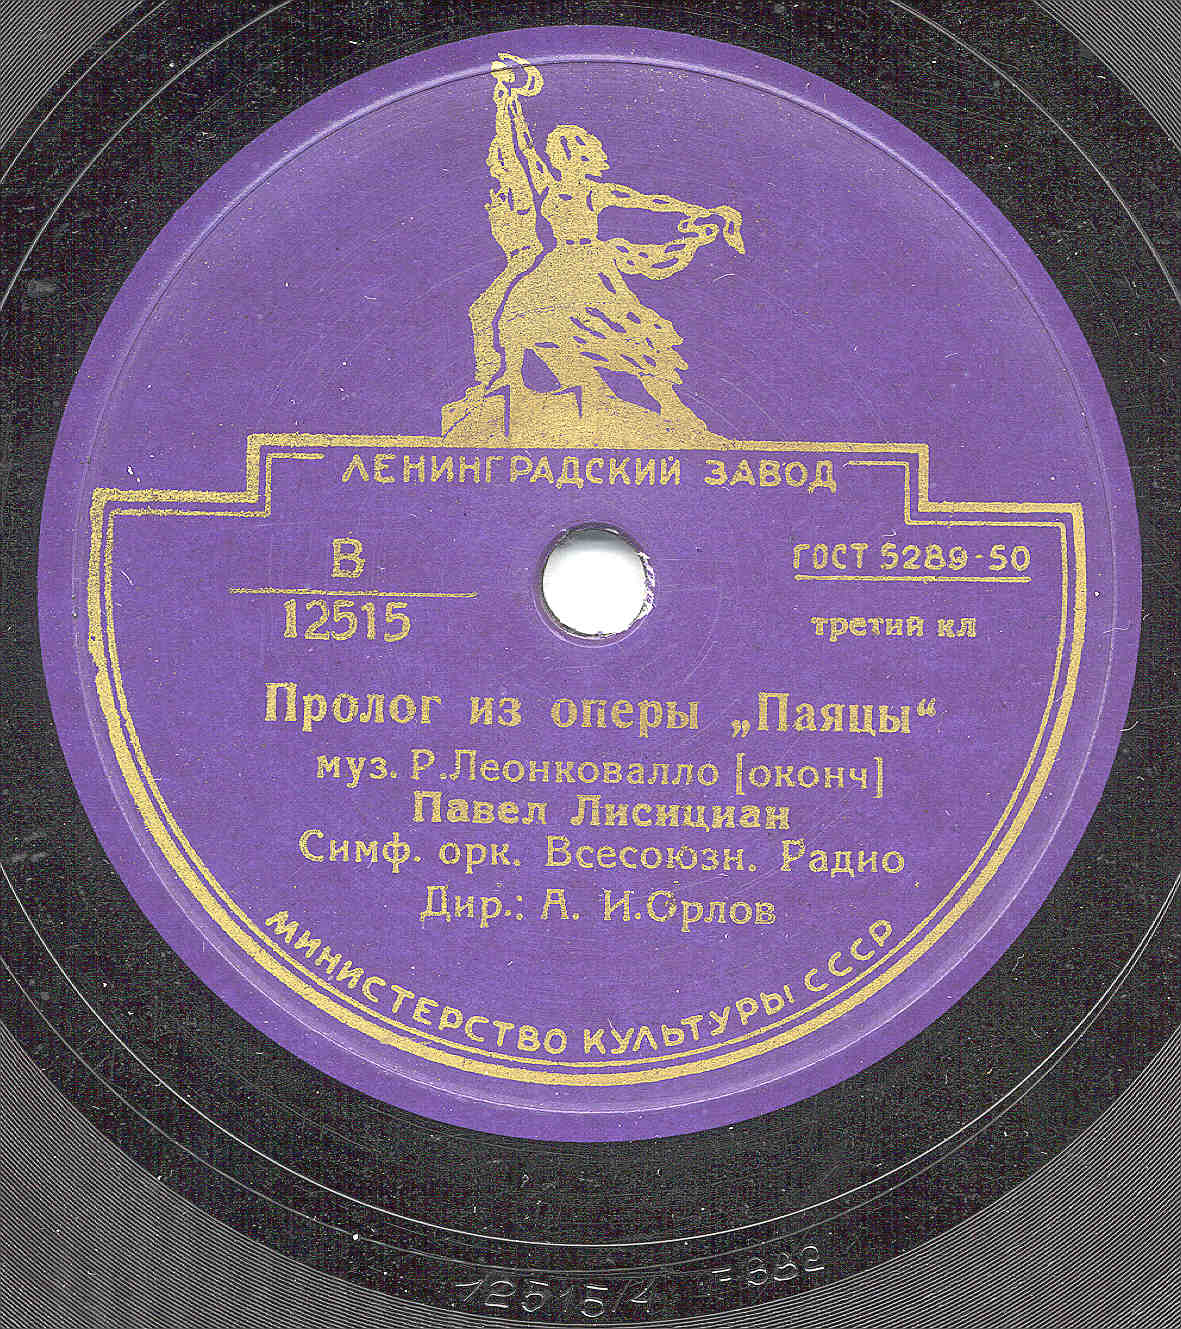 ЛЕНИНГРАДСКИЙ ЗАВОД
В
12515
ГОСТ 5289-50
третий кл
Пролог из оперы „Паяцы“
муз. Р.Леонковалло [оконч]
Павел Лисициан
Симф. орк. Всесоюзн. Радио
Дир.: А. И.Орлов
МИНИСТЕРСТВО КУЛЬТУРЫ СССР
12515/